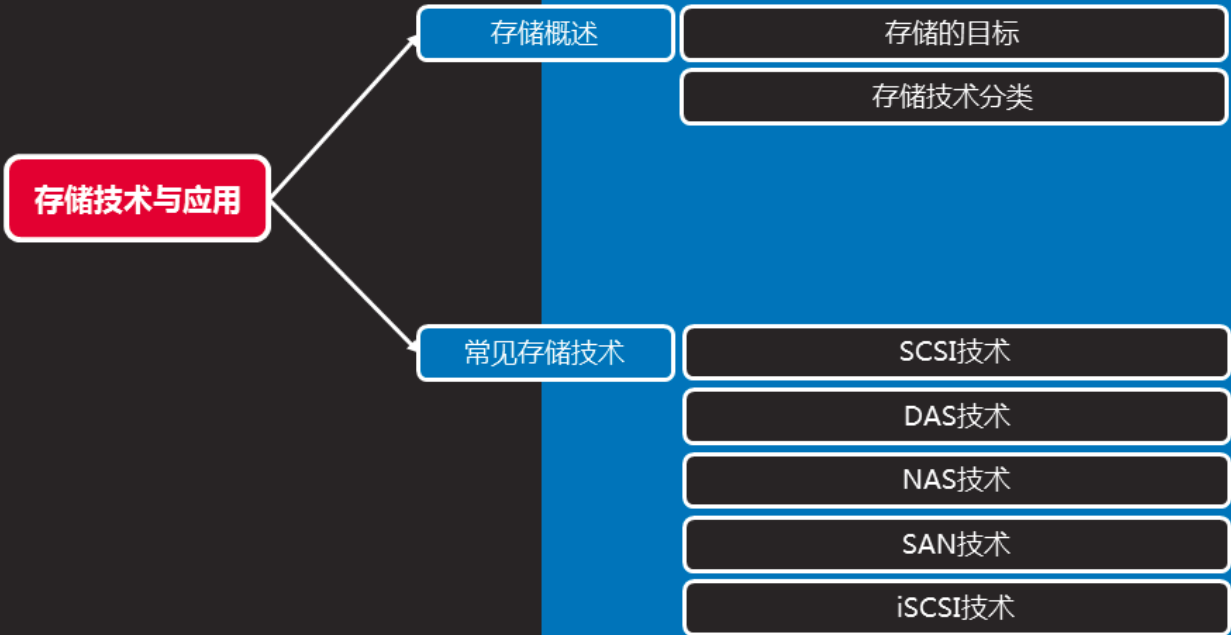 存储概述
存储的目标
存储技术分类
存储技术与应用
常见存储技术
SCSI技术
DAS技术
NAS技术
SAN技术
iSCSI技术